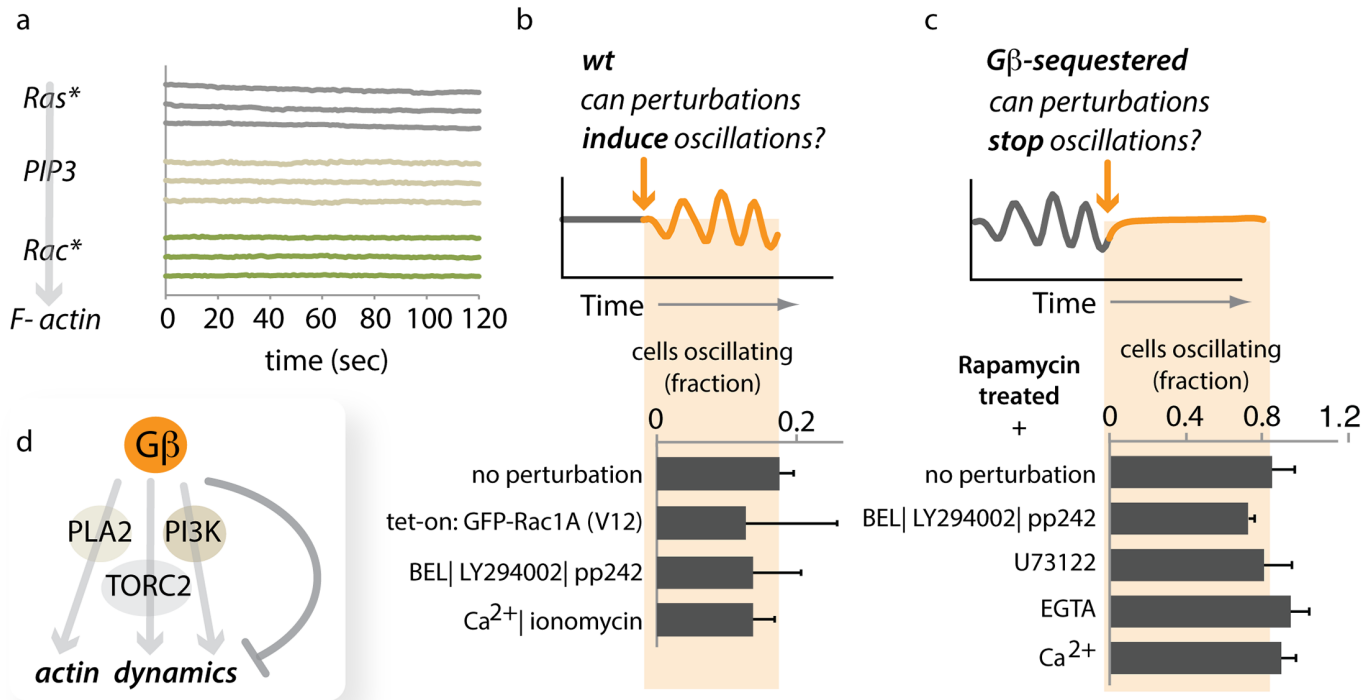 a
Ras*
PIP3
Rac*
F- actin
0 20 40 60 80 100 120
time (sec)
b
wt
can perturbations
induce oscillations?
Time
cells oscillating
(fraction)
0 0.2
no perturbation
tet-on: GFP-Rac1A (V12)
BEL| LY294002| pp242
Ca2+| ionomycin
c
Gβ-sequestered
can perturbations
stop oscillations?
Time
Rapamycin
treated
+
cells oscillating
(fraction)
0 0.4 0.8 1.2
no perturbation
BEL| LY294002| pp242
U73122
EGTA
Ca2+
d
Gβ
PLA2 PI3K
TORC2
actin dynamics